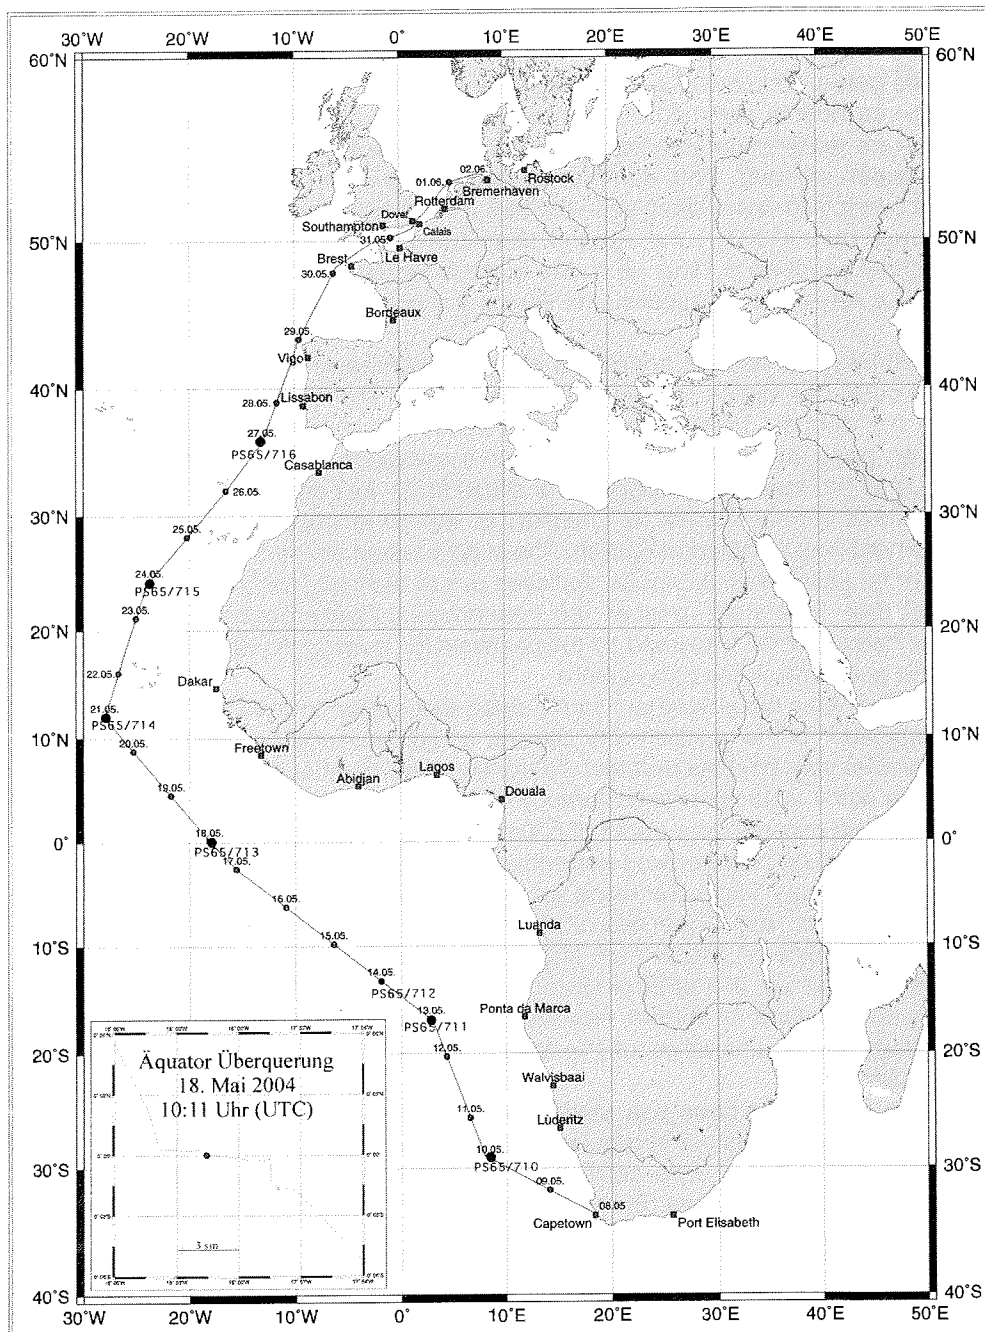 30°W 20°W 10°W 0° 10°E 20°E 30°E 40°E 50°E
60°N 60°N
02.06.
01.06.
Rostock
Bremerhaven
Rotterdam
Dover
Calais
Southampton
31.05
50°N 50°N
Le Havre
Brest
30.05.
Bordeaux
29.05.
Vigo
40°N 40°N
28.05.
Lissabon
27.05.
PS65/716
Casablanca
26.05.
30°N 30°N
25.05.
24.05.
PS65/715
23.05.
20°N 20°N
22.05.
Dakar
21.05.
PS65/714
10°N 10°N
20.05.
Freetown
Lagos
Abidjan
Douala
19.05.
18.05.
0° 0°
PS65/713
17.05.
16.05.
Luanda
15.05.
10°S 10°S
14.05.
PS65/712
Ponta da Marca
13.05.
PS65/711
12.05.
20°S 20°S
Walvisbaai
11.05.
Lüderitz
10.05.
PS65/710
30°S 30°S
09.05.
08.05
Capetown
Port Elisabeth
Äquator Überquerung
18. Mai 2004
10:11 Uhr (UTC)
3 sm
40°S 40°S
30°W 20°W 10°W 0° 10°E 20°E 30°E 40°E 50°E